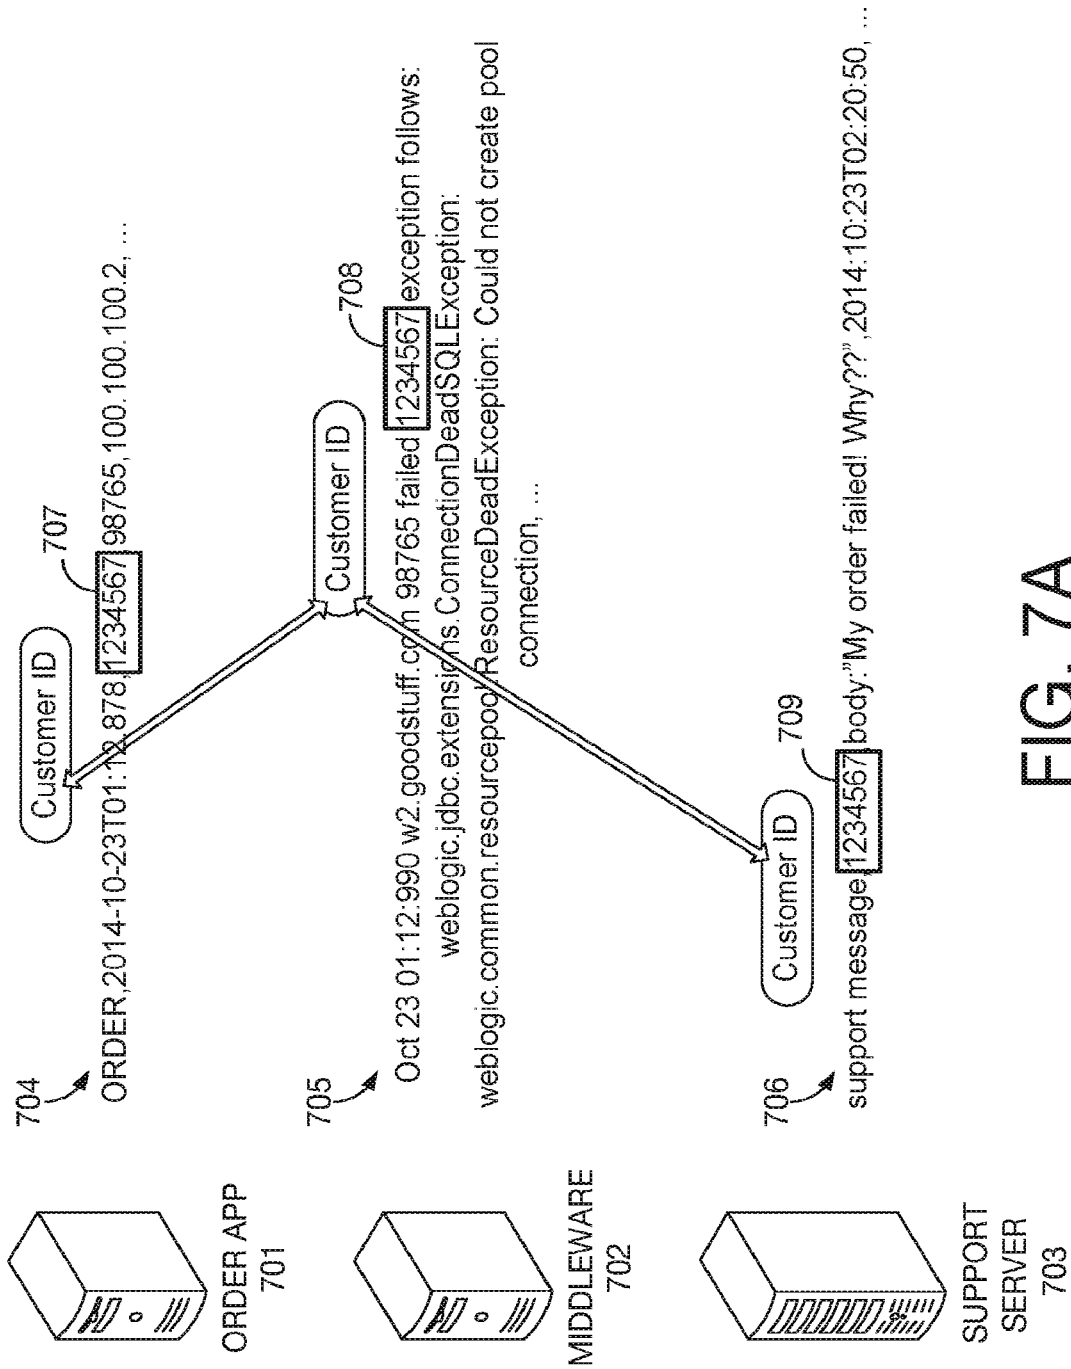 704
Customer ID
707
ORDER,2014-10-23T01:12.878,1234567,98765,100.100.100.2, ...
ORDER APP
701
705
Customer ID
708
Oct 23 01:12:990 w2.goodstuff.com 98765 failed 1234567 exception follows:
weblogic.jdbc.extensions.ConnectionDeadSQLException:
weblogic.common.resourcepool.ResourceDeadException: Could not create pool
connection, ...
MIDDLEWARE
702
706
Customer ID
709
support message,1234567,body:"My order failed! Why??",2014:10:23T02:20:50, ...
SUPPORT
SERVER
703
FIG. 7A